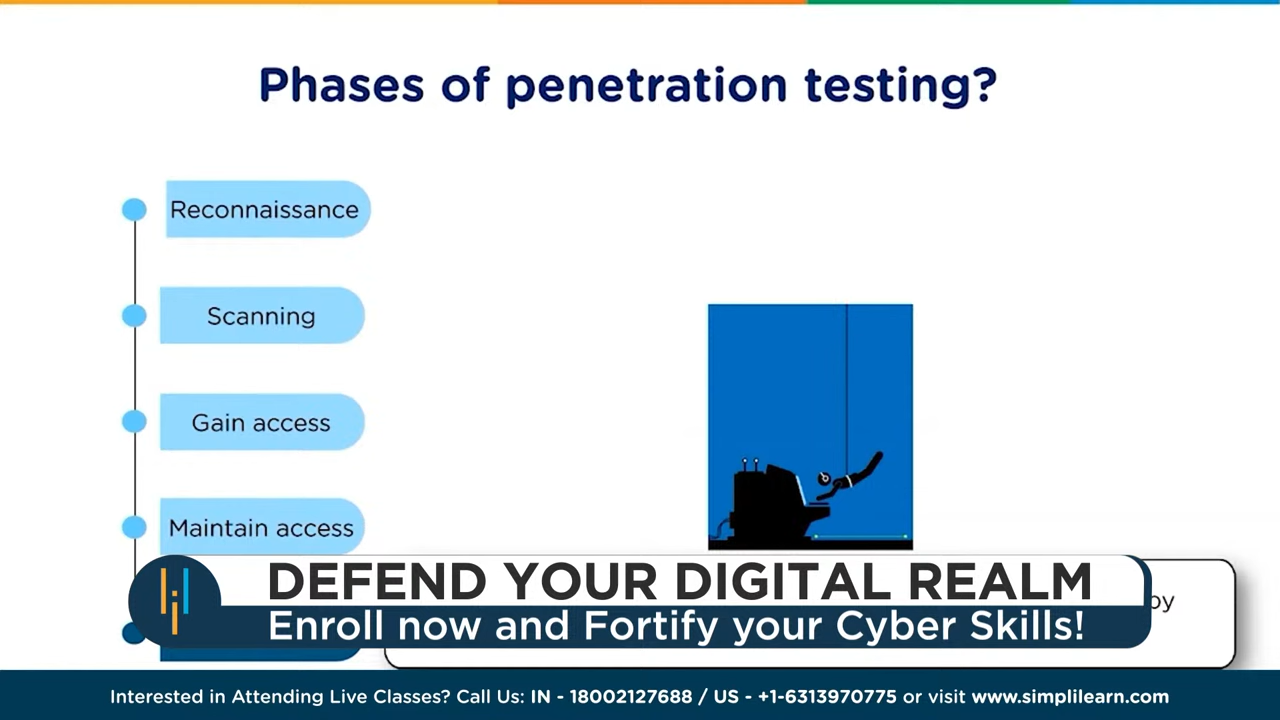 Phases of penetration testing?
Reconnaissance
Scanning
Gain access
Maintain access
by
DEFEND YOUR DIGITAL REALM
Enroll now and Fortify your Cyber Skills!
Interested in Attending Live Classes? Call Us: IN - 18002127688 / US - +1-6313970775 or visit www.simplilearn.com